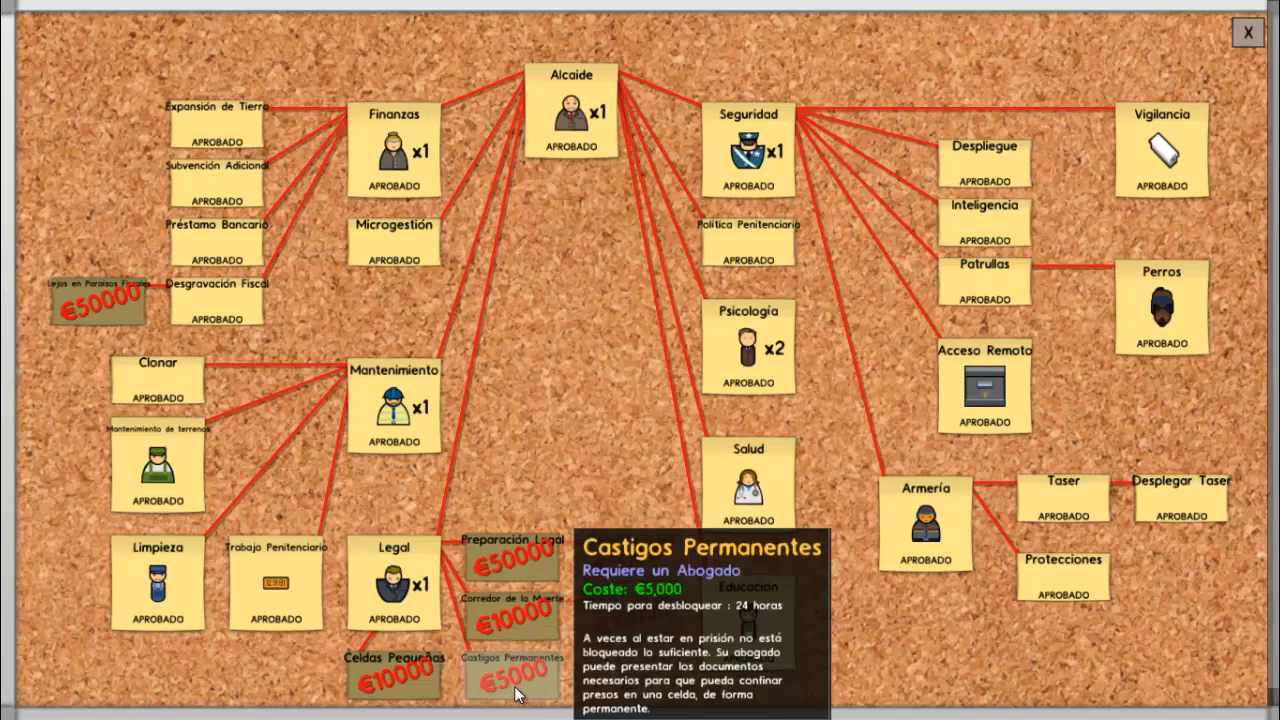 X
Alcaide
x1
APROBADO
Expansión de Tierra
APROBADO
Finanzas
x1
APROBADO
Seguridad
x1
APROBADO
Vigilancia
APROBADO
Subvención Adicional
APROBADO
Despliegue
APROBADO
Préstamo Bancario
APROBADO
Microgestión
APROBADO
Política Penitenciario
APROBADO
Inteligencia
APROBADO
Patrullas
APROBADO
Perros
APROBADO
Lejos en Paraísos Fiscales
€50000
Desgravación Fiscal
APROBADO
Psicología
x2
APROBADO
Acceso Remoto
APROBADO
Clonar
APROBADO
Mantenimiento
x1
APROBADO
Mantenimiento de terrenos
APROBADO
Salud
APROBADO
Armería
APROBADO
Taser
APROBADO
Desplegar Taser
APROBADO
Protecciones
APROBADO
Limpieza
APROBADO
Trabajo Penitenciario
APROBADO
Legal
x1
APROBADO
Preparación Legal
€50000
Corredor de la Muerte
€10000
Celdas Pequeñas
€10000
Castigos Permanentes
€5000
Educación
Castigos Permanentes
Requiere un Abogado
Coste: €5,000
Tiempo para desbloquear : 24 horas
A veces al estar en prisión no está
bloqueado lo suficiente. Su abogado
puede presentar los documentos
necesarios para que pueda confinar
presos en una celda, de forma
permanente.